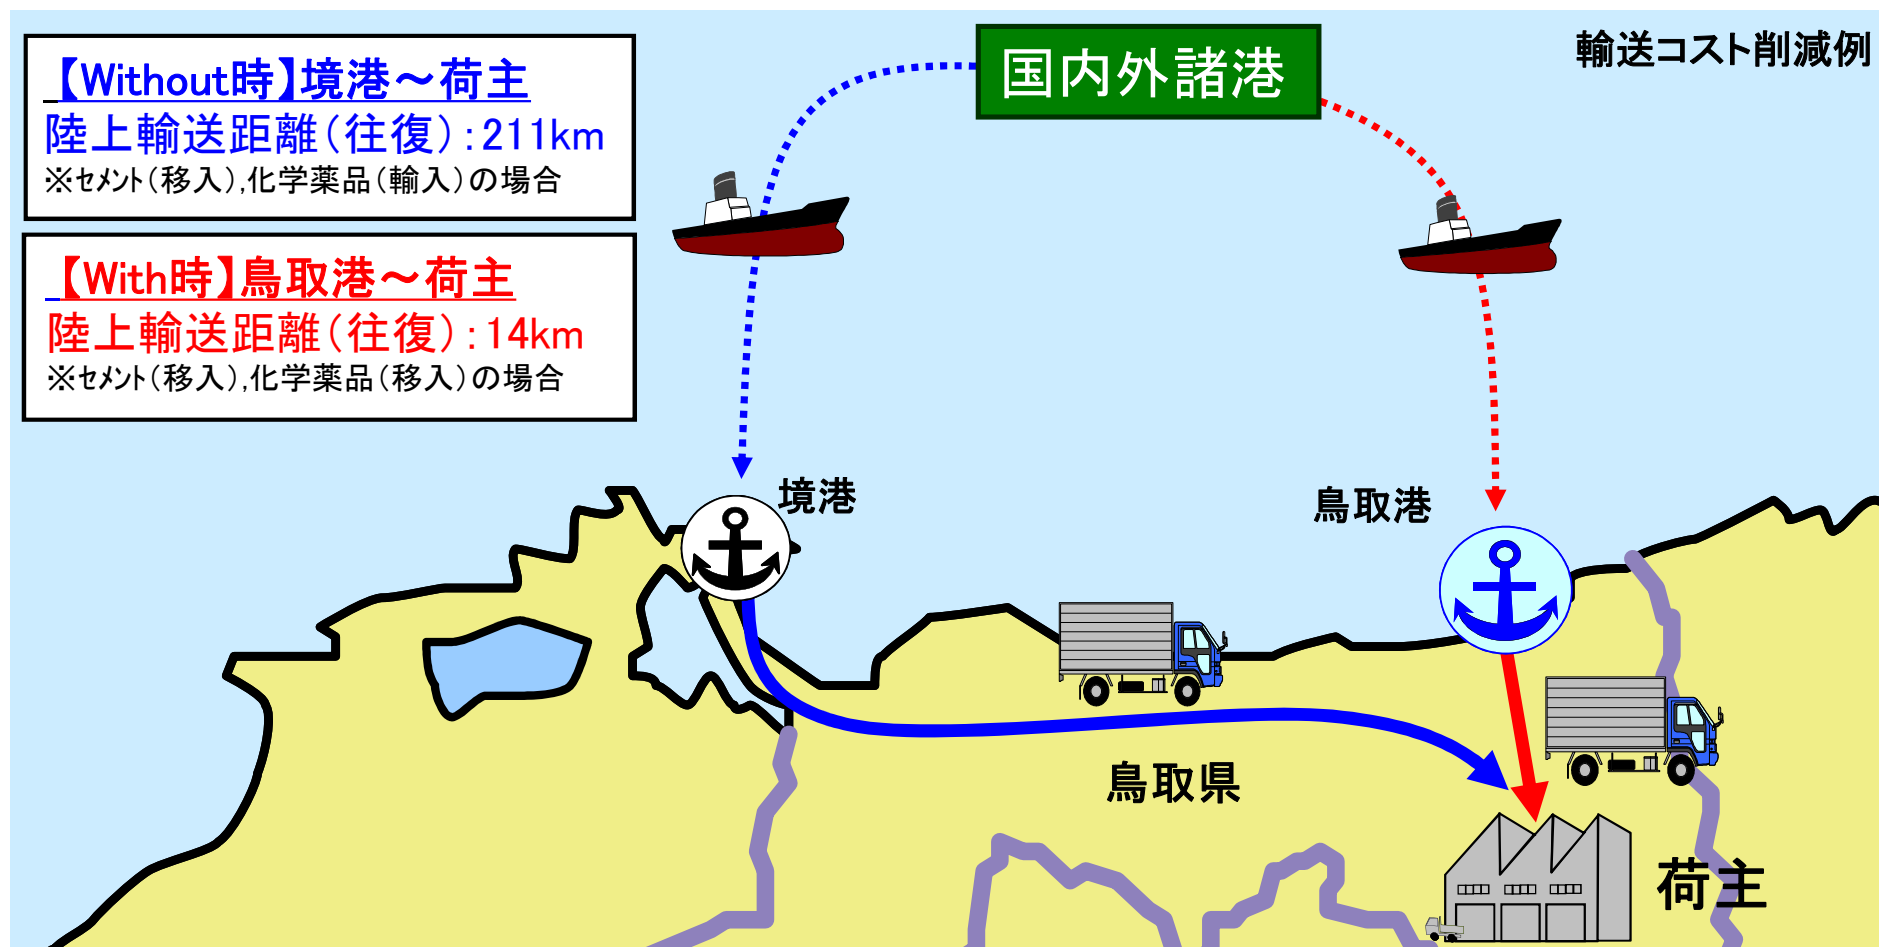 輸送コスト削減例
国内外諸港
【Without時】境港～荷主
陸上輸送距離（往復）：211km
※ｾﾒﾝﾄ（移入）,化学薬品（輸入）の場合
【With時】鳥取港～荷主
陸上輸送距離（往復）：14km
※ｾﾒﾝﾄ（移入）,化学薬品（移入）の場合
境港
鳥取港
鳥取県
荷主